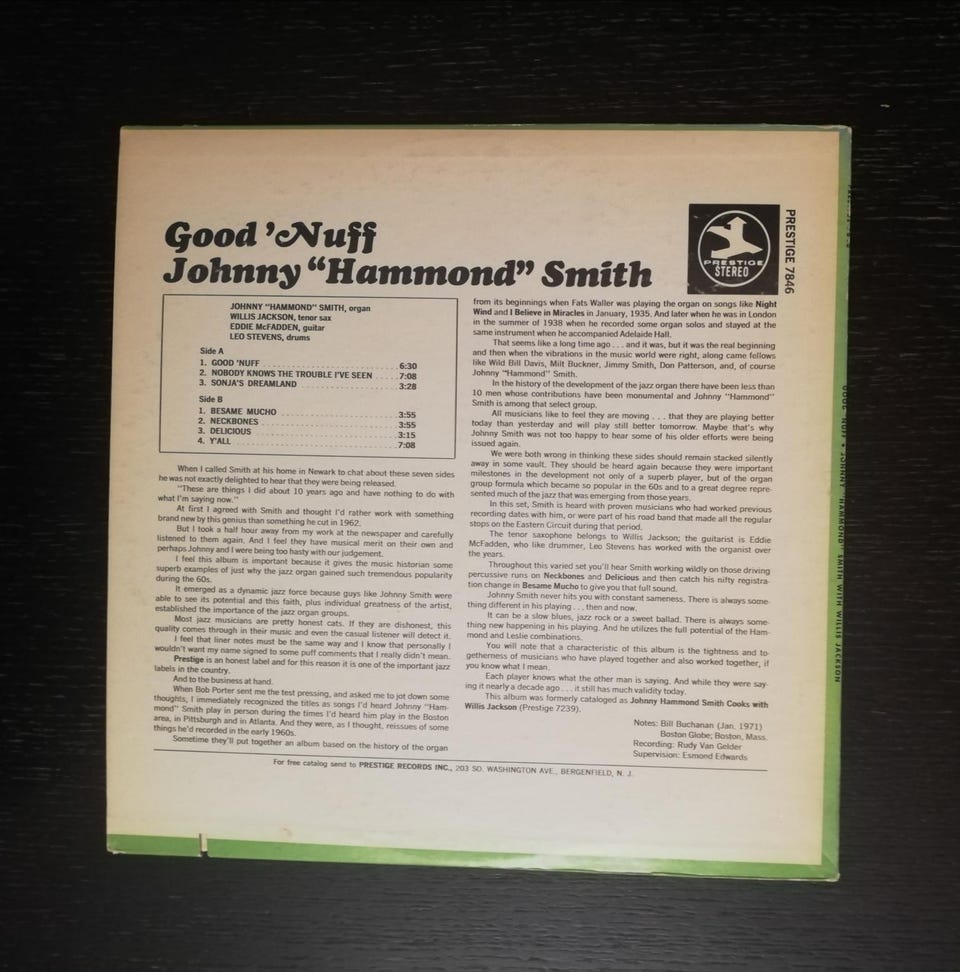 Good 'Nuff
Johnny "Hammond" Smith
PRESTIGE
STEREO
PRESTIGE 7846
JOHNNY "HAMMOND" SMITH, organ
WILLIS JACKSON, tenor sax
EDDIE McFADDEN, guitar
LEO STEVENS, drums
Side A
1. GOOD 'NUFF . . . . . . . . . . . . . . . . . . . . . . . . .6:30
2. NOBODY KNOWS THE TROUBLE I'VE SEEN . . . . .7:08
3. SONJA'S DREAMLAND . . . . . . . . . . . . . . . . . .3:28
Side B
1. BESAME MUCHO . . . . . . . . . . . . . . . . . . . . .3:55
2. NECKBONES . . . . . . . . . . . . . . . . . . . . . . . .3:55
3. DELICIOUS . . . . . . . . . . . . . . . . . . . . . . . . .3:15
4. Y'ALL . . . . . . . . . . . . . . . . . . . . . . . . . . . . .7:08
When I called Smith at his home in Newark to chat about these seven sides
he was not exactly delighted to hear that they were being released.
"These are things I did about 10 years ago and have nothing to do with
what I'm saying now."
At first I agreed with Smith and thought I'd rather work with something
brand new by this genius than something he cut in 1962.
But I took a half hour away from my work at the newspaper and carefully
listened to them again. And I feel they have musical merit on their own and
perhaps Johnny and I were being too hasty with our judgement.
I feel this album is important because it gives the music historian some
superb examples of just why the jazz organ gained such tremendous popularity
during the 60s.
It emerged as a dynamic jazz force because guys like Johnny Smith were
able to see its potential and this faith, plus individual greatness of the artist,
established the importance of the jazz organ groups.
Most jazz musicians are pretty honest cats. If they are dishonest, this
quality comes through in their music and even the casual listener will detect it.
I feel that liner notes must be the same way and I know that personally I
wouldn't want my name signed to some puff comments that I really didn't mean.
Prestige is an honest label and for this reason it is one of the important jazz
labels in the country.
And to the business at hand.
When Bob Porter sent me the test pressing, and asked me to jot down some
thoughts, I immediately recognized the titles as songs I'd heard Johnny "Ham-
mond" Smith play in person during the times I'd heard him play in the Boston
area, in Pittsburgh and in Atlanta. And they were, as I thought, reissues of some
things he'd recorded in the early 1960s.
Sometime they'll put together an album based on the history of the organ
from its beginnings when Fats Waller was playing the organ on songs like Night
Wind and I Believe in Miracles in January, 1935. And later when he was in London
in the summer of 1938 when he recorded some organ solos and stayed at the
same instrument when he accompanied Adelaide Hall.
That seems like a long time ago . . . and it was, but it was the real beginning
and then when the vibrations in the music world were right, along came fellows
like Wild Bill Davis, Milt Buckner, Jimmy Smith, Don Patterson, and, of course
Johnny "Hammond" Smith.
In the history of the development of the jazz organ there have been less than
10 men whose contributions have been monumental and Johnny "Hammond"
Smith is among that select group.
All musicians like to feel they are moving . . . that they are playing better
today than yesterday and will play still better tomorrow. Maybe that's why
Johnny Smith was not too happy to hear some of his older efforts were being
issued again.
We were both wrong in thinking these sides should remain stacked silently
away in some vault. They should be heard again because they were important
milestones in the development not only of a superb player, but of the organ
group formula which became so popular in the 60s and to a great degree repre-
sented much of the jazz that was emerging from those years.
In this set, Smith is heard with proven musicians who had worked previous
recording dates with him, or were part of his road band that made all the regular
stops on the Eastern Circuit during that period.
The tenor saxophone belongs to Willis Jackson; the guitarist is Eddie
McFadden, who like drummer, Leo Stevens has worked with the organist over
the years.
Throughout this varied set you'll hear Smith working wildly on those driving
percussive runs on Neckbones and Delicious and then catch his nifty registra-
tion change in Besame Mucho to give you that full sound.
Johnny Smith never hits you with constant sameness. There is always some-
thing different in his playing . . . then and now.
It can be a slow blues, jazz rock or a sweet ballad. There is always some-
thing new happening in his playing. And he utilizes the full potential of the Ham-
mond and Leslie combinations.
You will note that a characteristic of this album is the tightness and to-
getherness of musicians who have played together and also worked together, if
you know what I mean.
Each player knows what the other man is saying. And while they were say-
ing it nearly a decade ago . . . it still has much validity today.
This album was formerly cataloged as Johnny Hammond Smith Cooks with
Willis Jackson (Prestige 7239).
Notes: Bill Buchanan (Jan. 1971)
Boston Globe; Boston, Mass.
Recording: Rudy Van Gelder
Supervision: Esmond Edwards
For free catalog send to PRESTIGE RECORDS INC., 203 SO. WASHINGTON AVE., BERGENFIELD, N. J.
GOOD 'NUFF • JOHNNY "HAMMOND" SMITH WITH WILLIS JACKSON